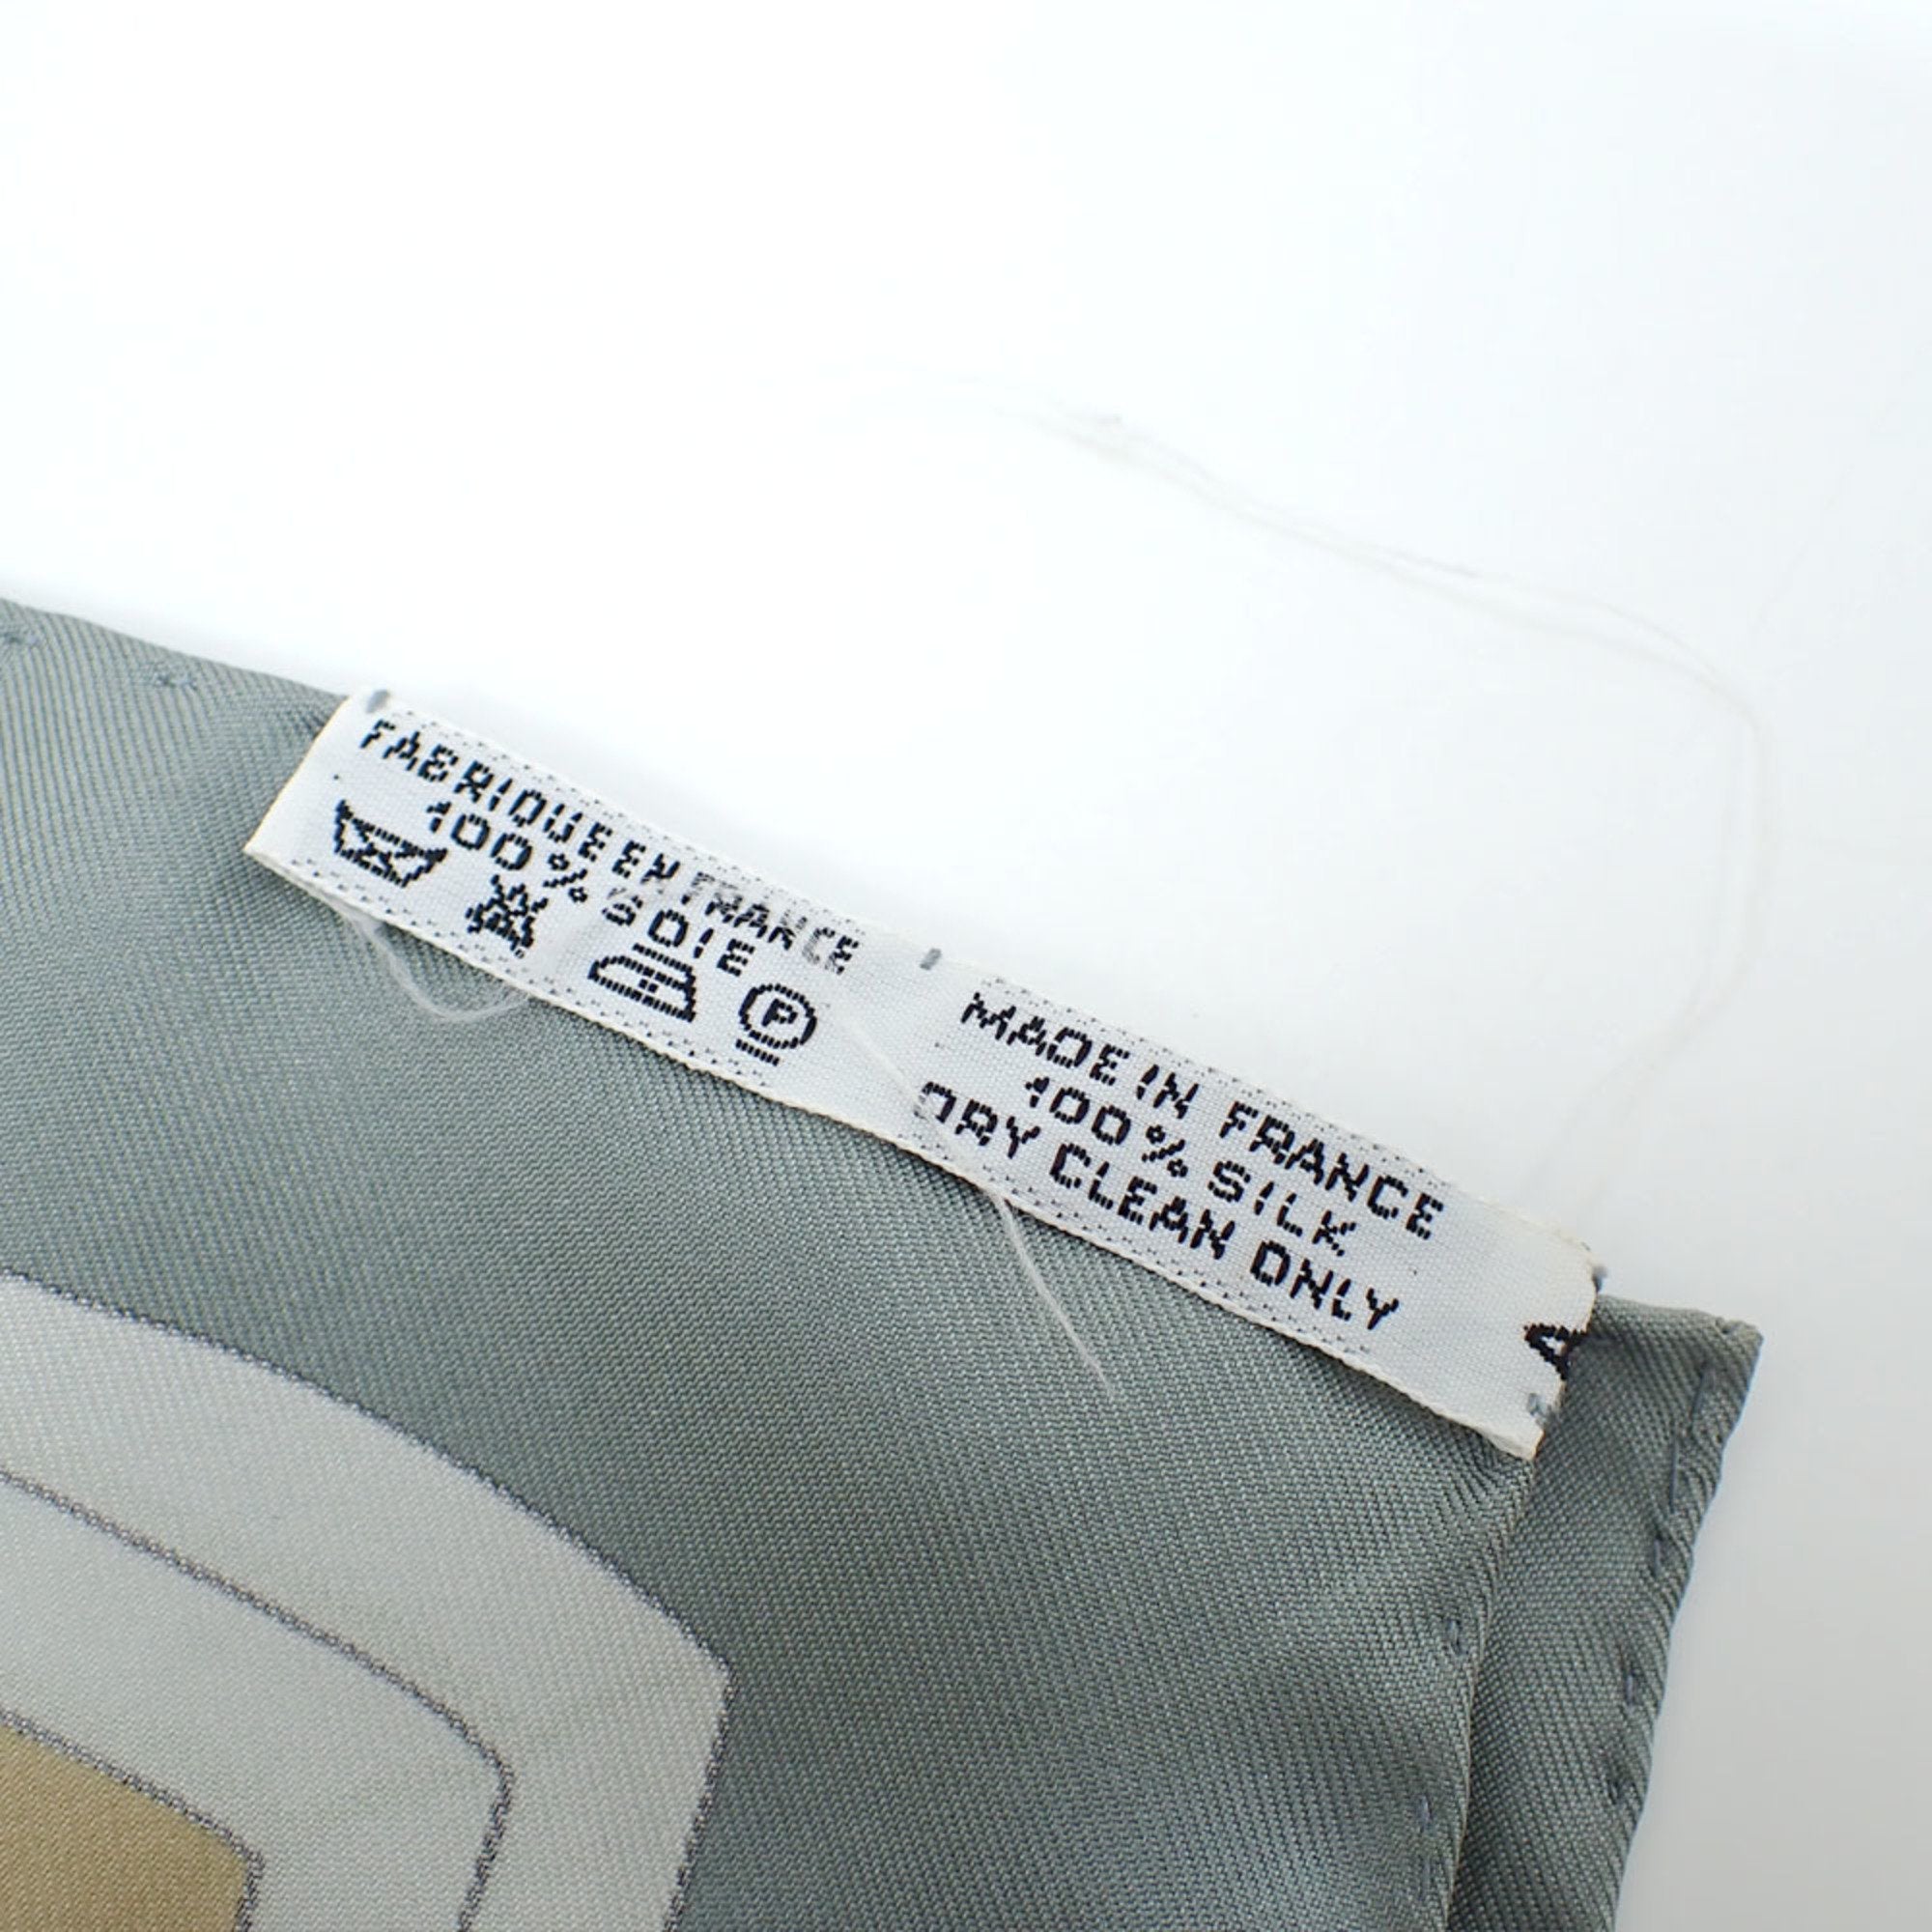 FABRIQUE EN FRANCE
100% SOIE
P
MADE IN FRANCE
100% SILK
DRY CLEAN ONLY
A